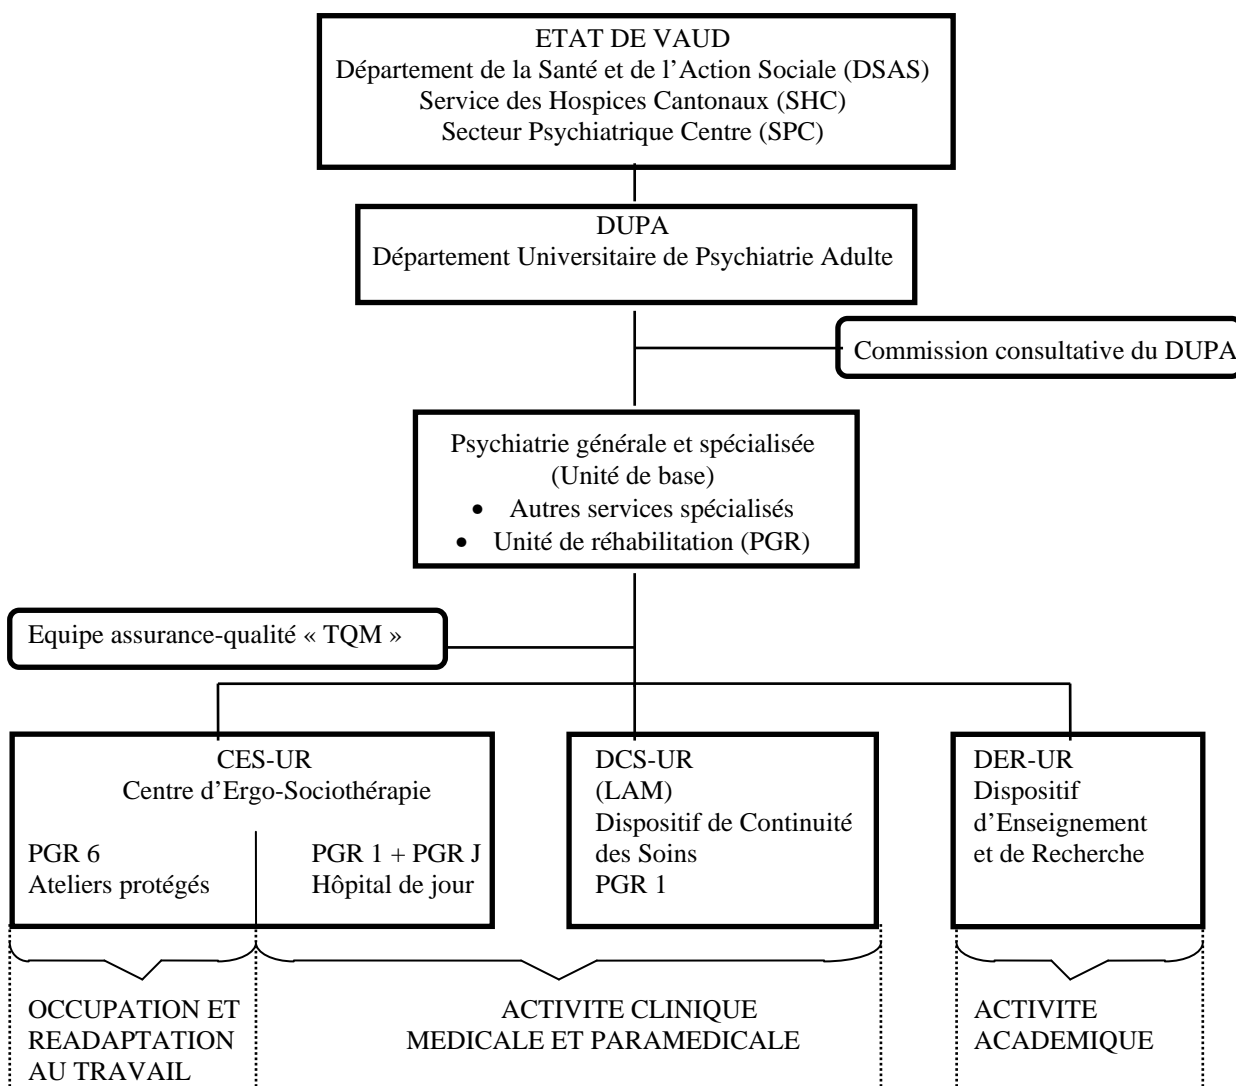 ETAT DE VAUD
Département de la Santé et de l’Action Sociale (DSAS)
Service des Hospices Cantonaux (SHC)
Secteur Psychiatrique Centre (SPC)
DUPA
Département Universitaire de Psychiatrie Adulte
Commission consultative du DUPA
Psychiatrie générale et spécialisée
(Unité de base)
• Autres services spécialisés
• Unité de réhabilitation (PGR)
Equipe assurance-qualité « TQM »
CES-UR
Centre d’Ergo-Sociothérapie
PGR 6
Ateliers protégés
PGR 1 + PGR J
Hôpital de jour
DCS-UR
(LAM)
Dispositif de Continuité
des Soins
PGR 1
DER-UR
Dispositif
d’Enseignement
et de Recherche
OCCUPATION ET
READAPTATION
AU TRAVAIL
ACTIVITE CLINIQUE
MEDICALE ET PARAMEDICALE
ACTIVITE
ACADEMIQUE